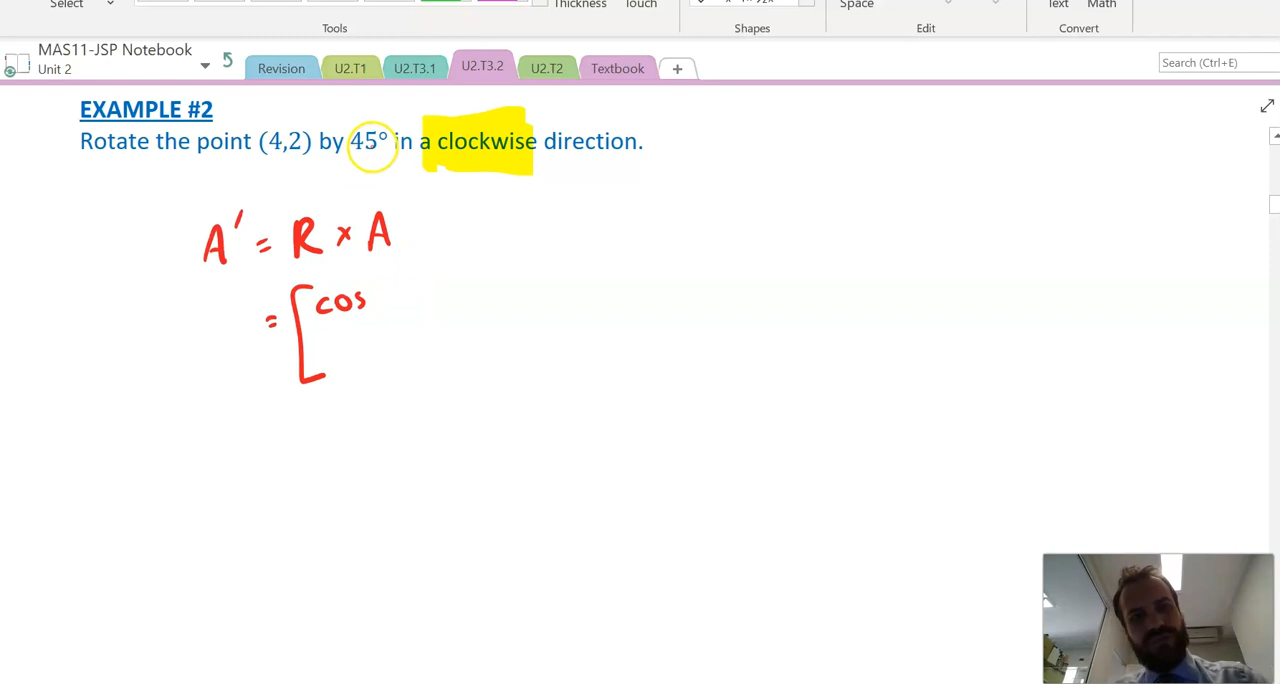 Select
Thickness
Touch
Space
Text
Math
Tools
Shapes
Edit
Convert
MAS11-JSP Notebook
Unit 2
Revision
U2.T1
U2.T3.1
U2.T3.2
U2.T2
Textbook
+
Search (Ctrl+E)
EXAMPLE #2
Rotate the point (4,2) by 45° in a clockwise direction.
A' = R × A
= [cos